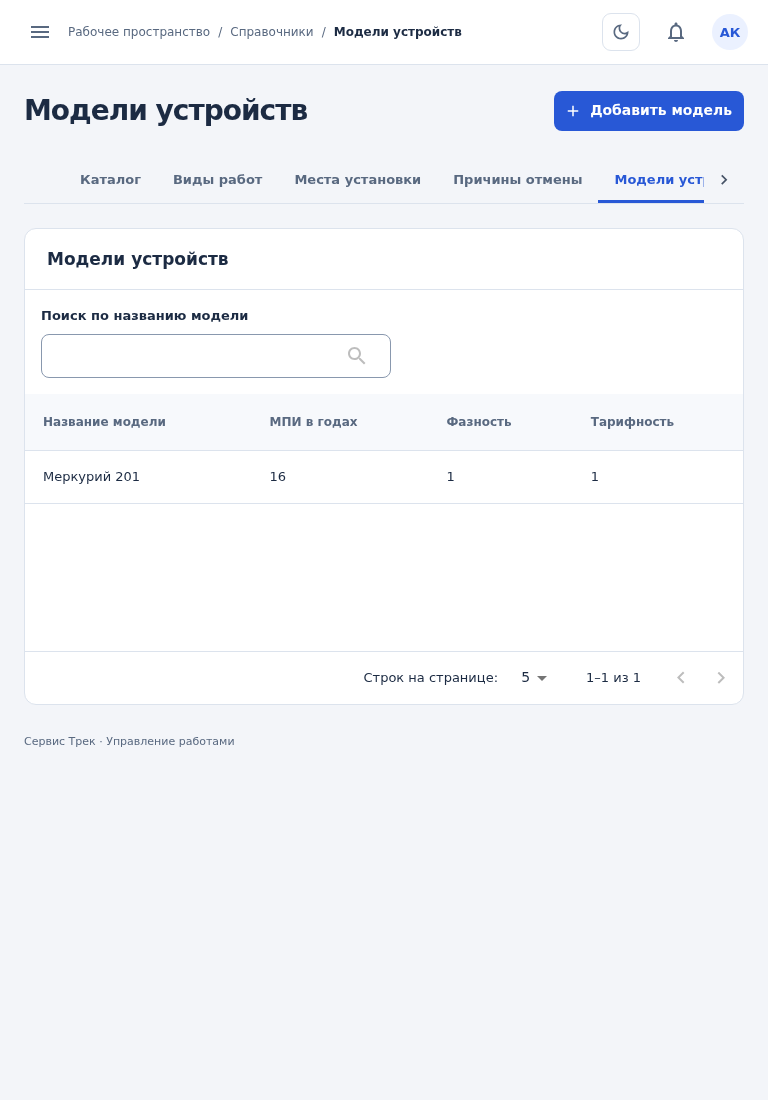 Рабочее пространство / Справочники / Модели устройств
АК
Модели устройств
+ Добавить модель
Каталог Виды работ Места установки Причины отмены Модели уст
Модели устройств
Поиск по названию модели
Название модели МПИ в годах Фазность Тарифность
Меркурий 201 16 1 1
Строк на странице: 5 1–1 из 1
Сервис Трек · Управление работами